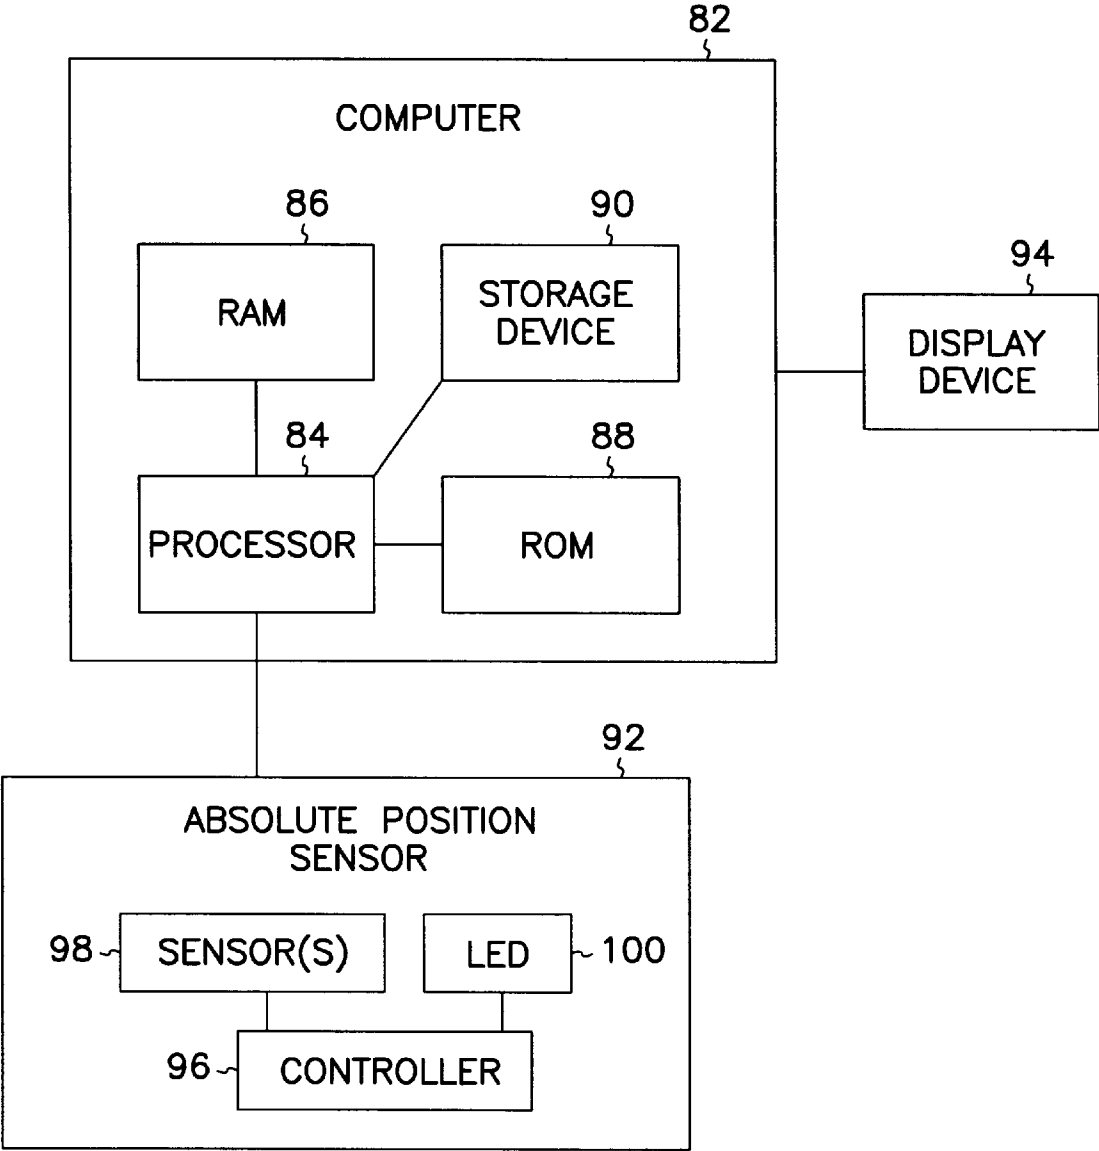 82
COMPUTER
86
90
RAM
STORAGE
DEVICE
94
DISPLAY
DEVICE
84
88
PROCESSOR
ROM
92
ABSOLUTE POSITION
SENSOR
98
SENSOR(S)
LED
100
96
CONTROLLER